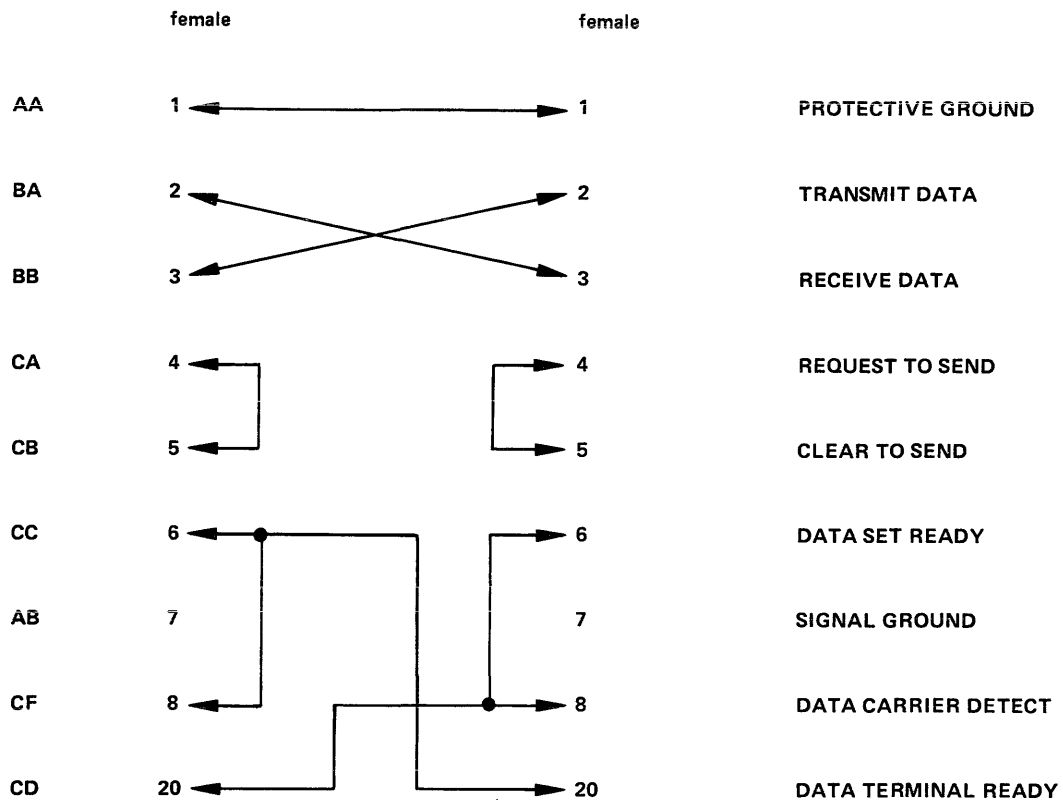 female female
AA 1 1 PROTECTIVE GROUND
BA 2 2 TRANSMIT DATA
BB 3 3 RECEIVE DATA
CA 4 4 REQUEST TO SEND
CB 5 5 CLEAR TO SEND
CC 6 6 DATA SET READY
AB 7 7 SIGNAL GROUND
CF 8 8 DATA CARRIER DETECT
CD 20 20 DATA TERMINAL READY